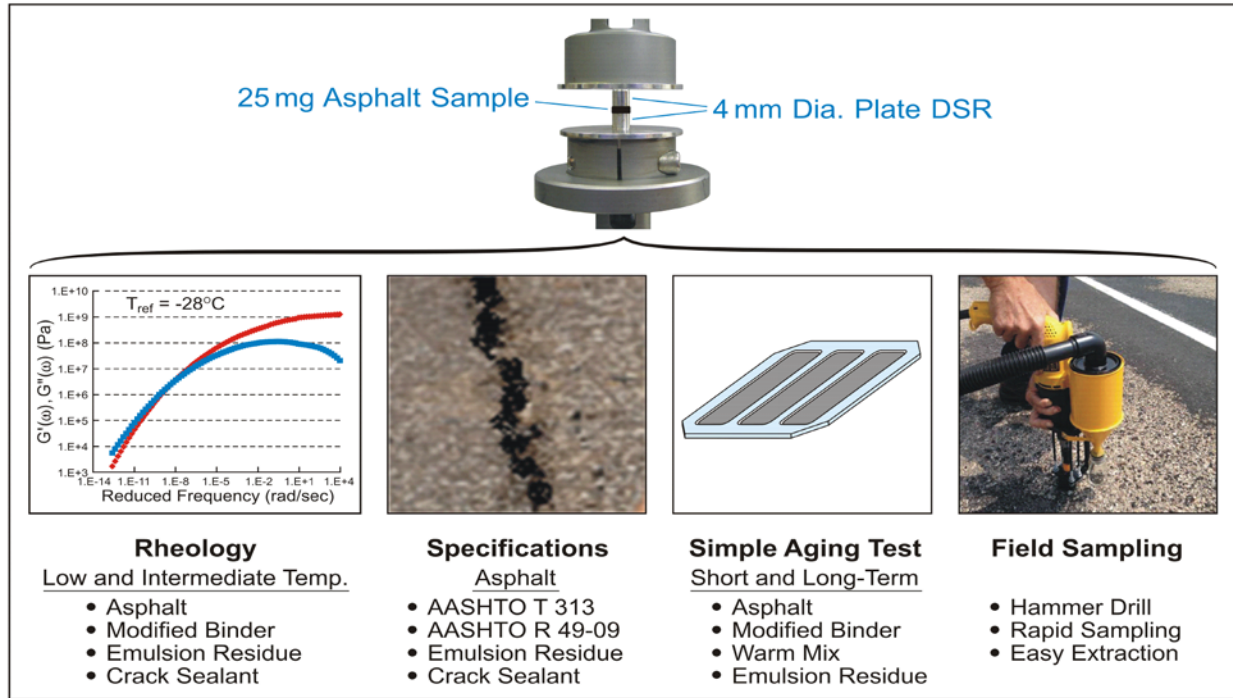 25 mg Asphalt Sample
4 mm Dia. Plate DSR
G'(ω), G"(ω) (Pa)
1.E+10
1.E+9
1.E+8
1.E+7
1.E+6
1.E+5
1.E+4
1.E+3
Tref = -28°C
1.E-14 1.E-11 1.E-8 1.E-5 1.E-2 1.E+1 1.E+4
Reduced Frequency (rad/sec)
Rheology
Low and Intermediate Temp.
• Asphalt
• Modified Binder
• Emulsion Residue
• Crack Sealant
Specifications
Asphalt
• AASHTO T 313
• AASHTO R 49-09
• Emulsion Residue
• Crack Sealant
Simple Aging Test
Short and Long-Term
• Asphalt
• Modified Binder
• Warm Mix
• Emulsion Residue
Field Sampling
• Hammer Drill
• Rapid Sampling
• Easy Extraction